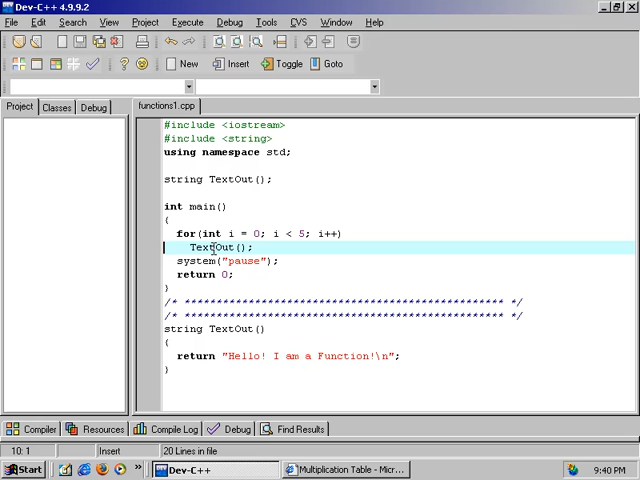 Dev-C++ 4.9.9.2
File Edit Search View Project Execute Debug Tools CVS Window Help
New Insert Toggle Goto
Project Classes Debug functions1.cpp
#include <iostream>
#include <string>
using namespace std;
string TextOut();
int main()
{
for(int i = 0; i < 5; i++)
TextOut();
system("pause");
return 0;
}
/* ************************************************ */
/* ************************************************ */
string TextOut()
{
return "Hello! I am a Function!\n";
}
Compiler Resources Compile Log Debug Find Results
10: 1 Insert 20 Lines in file
Start Dev-C++ Multiplication Table - Micr... 9:40 PM